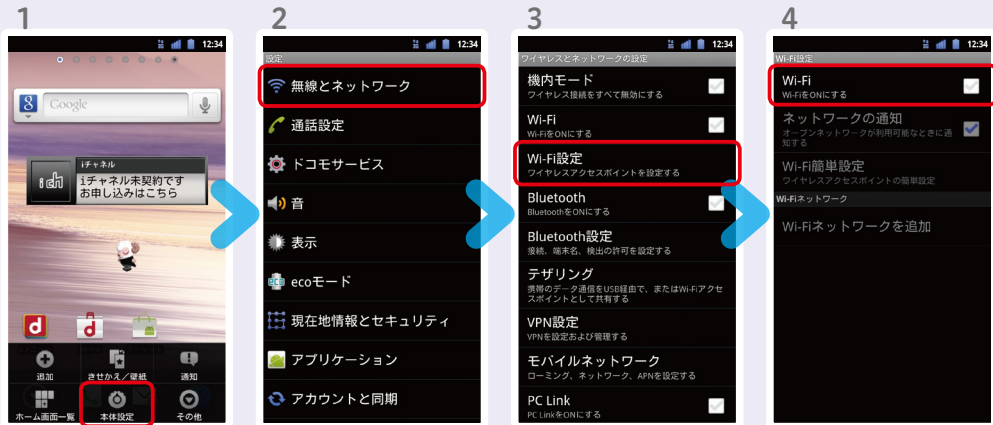 1
12:34
Google
iチャネル
iチャネル未契約です
お申し込みはこちら
追加
きせかえ／壁紙
通知
ホーム画面一覧
本体設定
その他
2
12:34
設定
無線とネットワーク
通話設定
ドコモサービス
音
表示
ecoモード
現在地情報とセキュリティ
アプリケーション
アカウントと同期
3
12:34
ワイヤレスとネットワークの設定
機内モード
ワイヤレス接続をすべて無効にする
Wi-Fi
Wi-FiをONにする
Wi-Fi設定
ワイヤレスアクセスポイントを設定する
Bluetooth
BluetoothをONにする
Bluetooth設定
接続、端末名、検出の許可を設定する
テザリング
携帯のデータ通信をUSB経由で、またはWi-Fiアクセ
スポイントとして共有する
VPN設定
VPNを設定および管理する
モバイルネットワーク
ローミング、ネットワーク、APNを設定する
PC Link
PC LinkをONにする
4
12:34
Wi-Fi設定
Wi-Fi
Wi-FiをONにする
ネットワークの通知
オープンネットワークが利用可能なときに通
知する
Wi-Fi簡単設定
ワイヤレスアクセスポイントの簡単設定
Wi-Fiネットワーク
Wi-Fiネットワークを追加